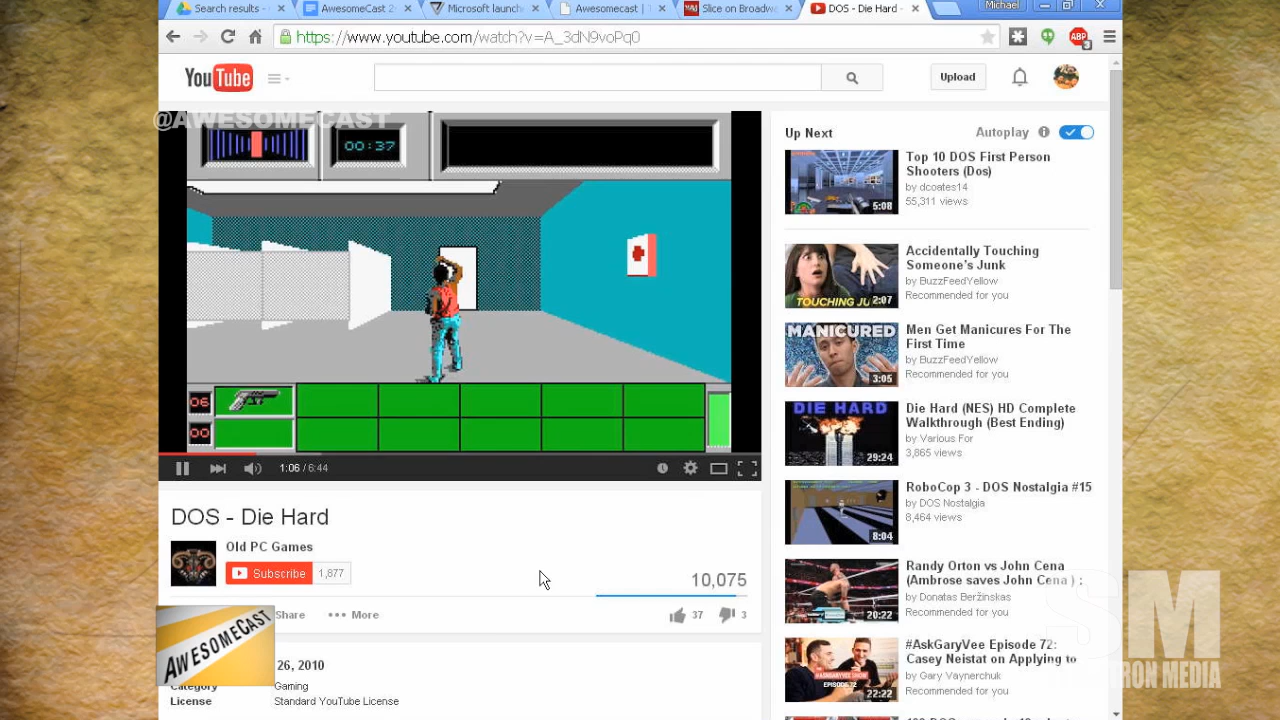 Search results -
AwesomeCast 2
Microsoft launch
Awesomecast | T
Slice on Broadw
DOS - Die Hard -
Michael
https://www.youtube.com/watch?v=A_3dN9voPq0
ABP
3
YouTube
Upload
@AWESOMECAST
00:37
06
00
1:06 / 6:44
DOS - Die Hard
Old PC Games
Subscribe 1,877
10,075
Share
More
37
3
AWESOMECAST
26, 2010
Category
Gaming
License
Standard YouTube License
Up Next
Autoplay
Top 10 DOS First Person
Shooters (Dos)
by dcoates14
55,311 views
5:08
Accidentally Touching
Someone's Junk
by BuzzFeedYellow
Recommended for you
TOUCHING JU
2:07
Men Get Manicures For The
First Time
by BuzzFeedYellow
Recommended for you
MANICURED
3:05
Die Hard (NES) HD Complete
Walkthrough (Best Ending)
by Various For
3,865 views
DIE HARD
29:24
RoboCop 3 - DOS Nostalgia #15
by DOS Nostalgia
8,464 views
8:04
Randy Orton vs John Cena
(Ambrose saves John Cena ) :
by Donatas Beržinskas
Recommended for you
20:22
#AskGaryVee Episode 72:
Casey Neistat on Applying to
by Gary Vaynerchuk
Recommended for you
EPISODE 72
22:22
SM
TRON MEDIA